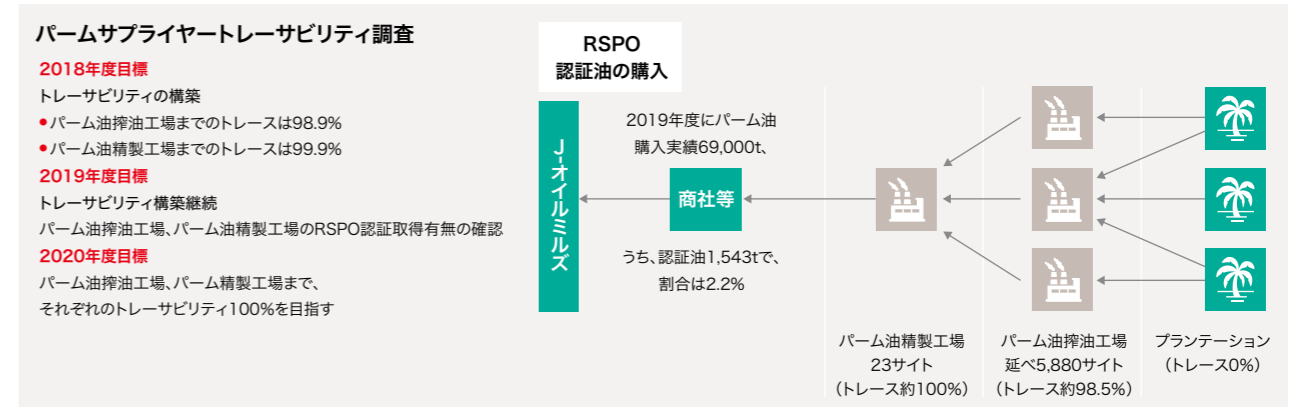 パームサプライヤートレーサビリティ調査
2018年度目標
トレーサビリティの構築
●パーム油搾油工場までのトレースは98.9%
●パーム油精製工場までのトレースは99.9%
2019年度目標
トレーサビリティ構築継続
パーム油搾油工場、パーム油精製工場のRSPO認証取得有無の確認
2020年度目標
パーム油搾油工場、パーム精製工場まで、
それぞれのトレーサビリティ100%を目指す
RSPO
認証油の購入
J-オイルミルズ
2019年度にパーム油
購入実績69,000t、
商社等
うち、認証油1,543tで、
割合は2.2%
パーム油精製工場
23サイト
（トレース約100%）
パーム油搾油工場
延べ5,880サイト
（トレース約98.5%）
プランテーション
（トレース0%）